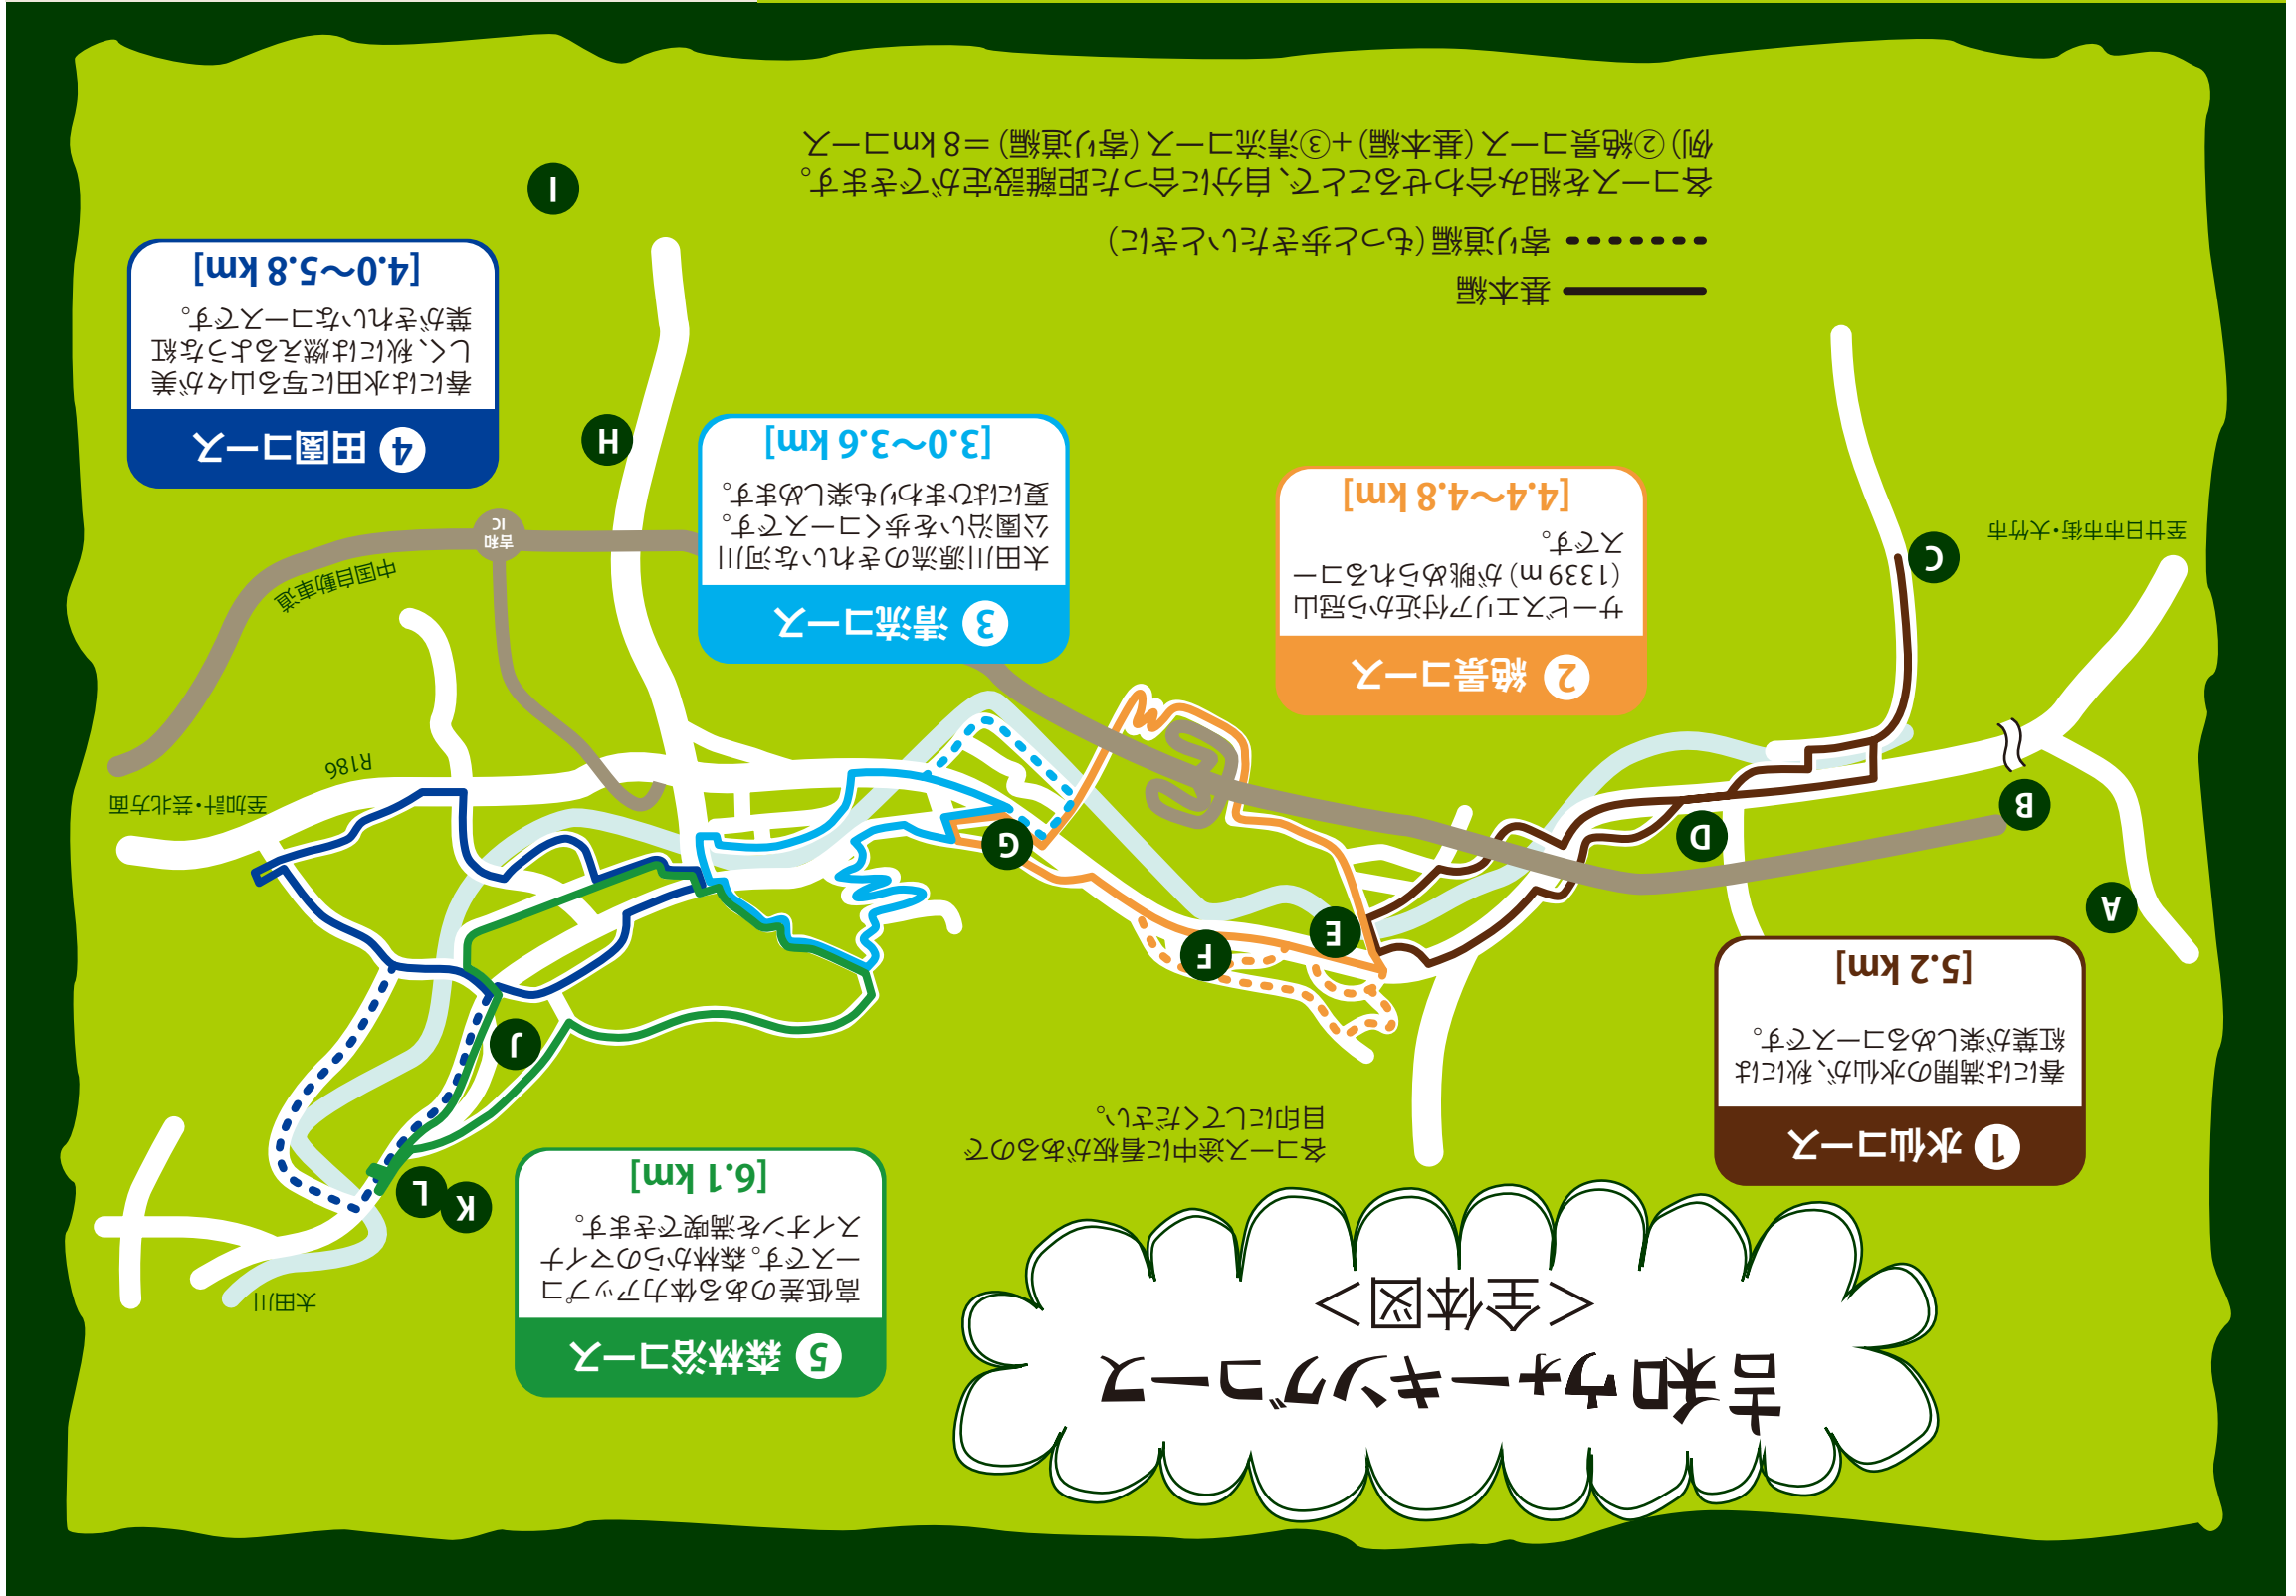 吉和ウォーキングコース
＜全体図＞
各コース途中に看板があるので
目印にしてください。
1 水仙コース
春には満開の水仙が、秋には
紅葉が楽しめるコースです。
[5.2 km]
5 森林浴コース
高低差のある体力アップコ
ースです。森林からのマイナ
スイオンを満喫できます。
[6.1 km]
太田川
K
L
J
A
F
E
G
D
B
至加計・芸北方面
R186
中国自動車道
吉和
IC
C
至廿日市市街・大竹市
2 絶景コース
サービスエリア付近から冠山
（1339 m）が眺められるコー
スです。
[4.4〜4.8 km]
3 清流コース
太田川源流のきれいな河川
公園沿いを歩くコースです。
夏にはひまわりも楽しめます。
[3.0〜3.6 km]
H
4 田園コース
春には水田に写る山々が美
しく、秋には燃えるような紅
葉がきれいなコースです。
[4.0〜5.8 km]
I
基本編
寄り道編（もっと歩きたいときに）
各コースを組み合わせることで、自分に合った距離設定ができます。
例）②絶景コース（基本編）+③清流コース（寄り道編）＝8 kmコース